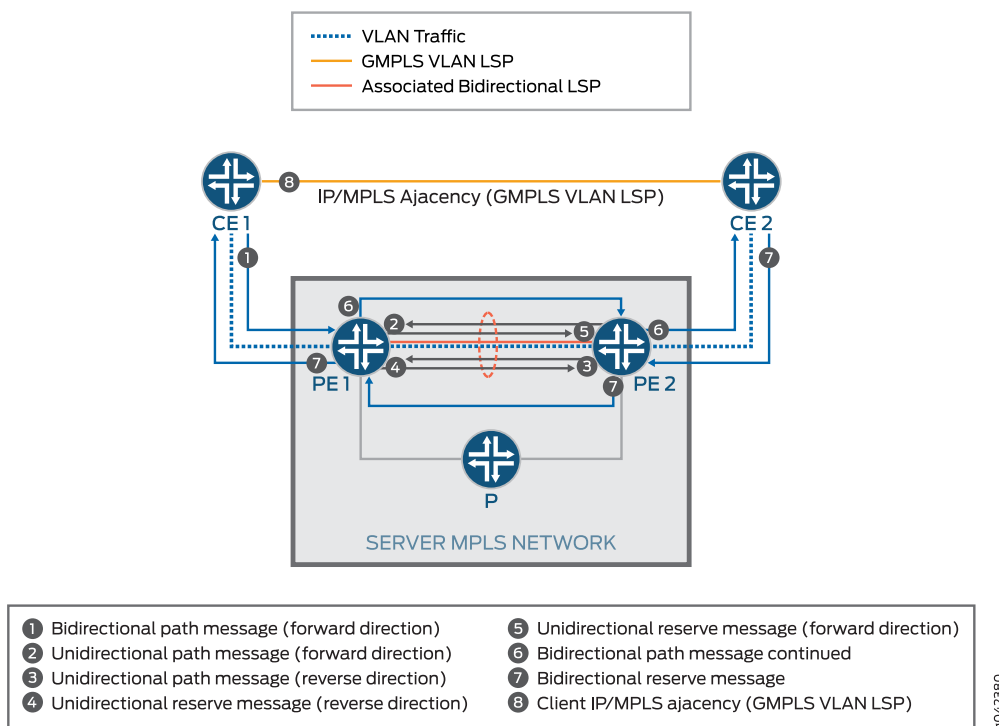 VLAN Traffic
GMPLS VLAN LSP
Associated Bidirectional LSP
8
IP/MPLS Ajacency (GMPLS VLAN LSP)
CE 1
CE 2
1
7
6
2
5
6
7
4
3
PE 1
7
PE 2
P
SERVER MPLS NETWORK
1 Bidirectional path message (forward direction)
2 Unidirectional path message (forward direction)
3 Unidirectional path message (reverse direction)
4 Unidirectional reserve message (reverse direction)
5 Unidirectional reserve message (forward direction)
6 Bidirectional path message continued
7 Bidirectional reserve message
8 Client IP/MPLS ajacency (GMPLS VLAN LSP)